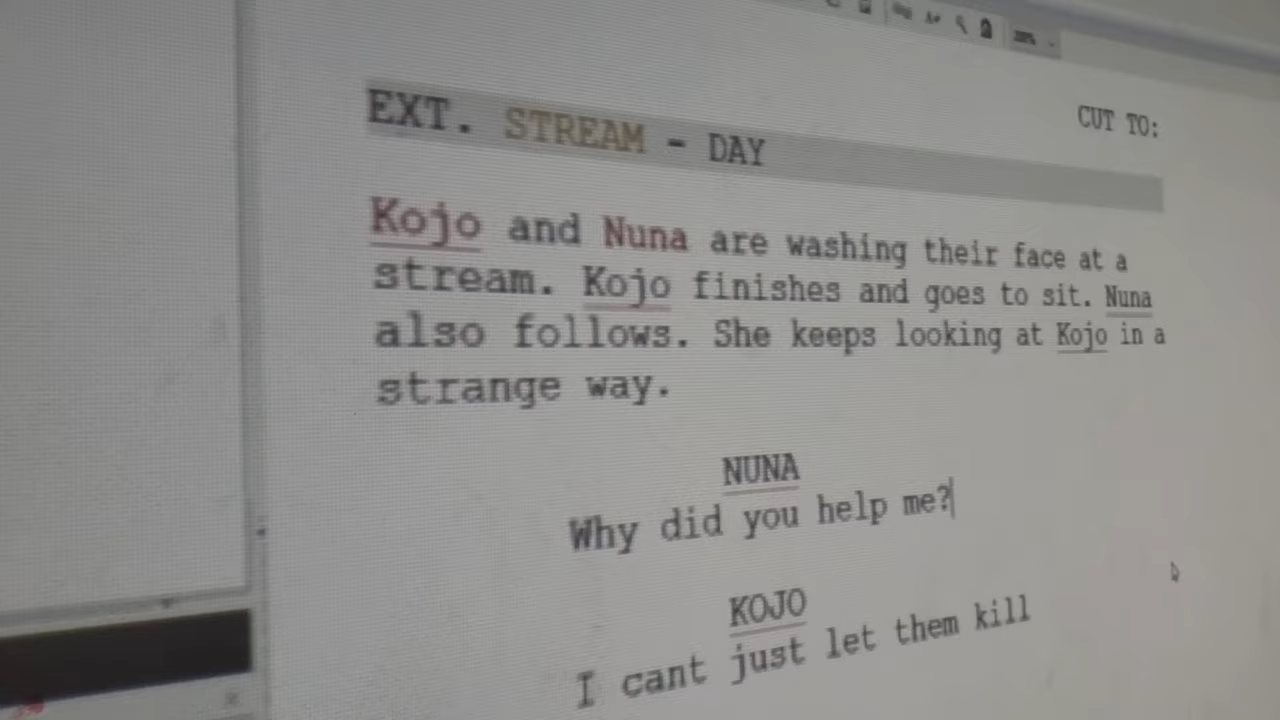 CUT TO:
EXT. STREAM - DAY
Kojo and Nuna are washing their face at a
stream. Kojo finishes and goes to sit. Nuna
also follows. She keeps looking at Kojo in a
strange way.
NUNA
Why did you help me?
KOJO
I cant just let them kill